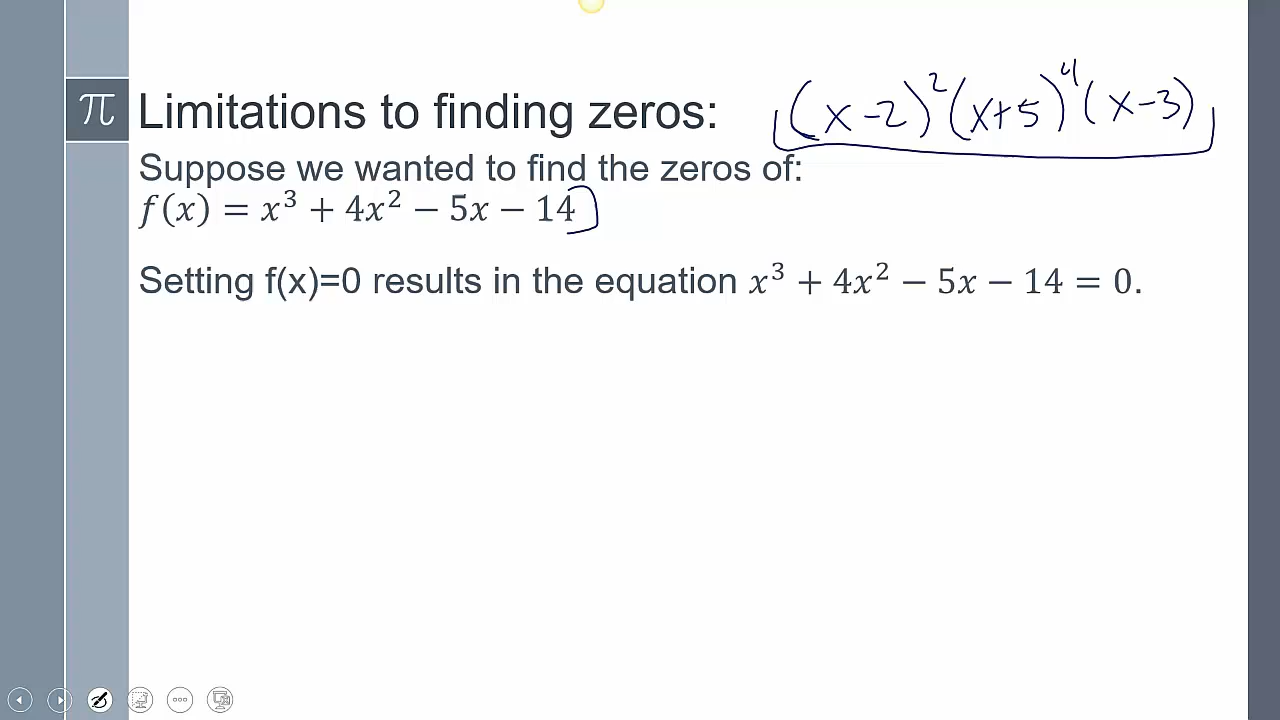 π
Limitations to finding zeros:
(x-2)²(x+5)⁴(x-3)
Suppose we wanted to find the zeros of:
f(x) = x³ + 4x² − 5x − 14
Setting f(x)=0 results in the equation x³ + 4x² − 5x − 14 = 0.